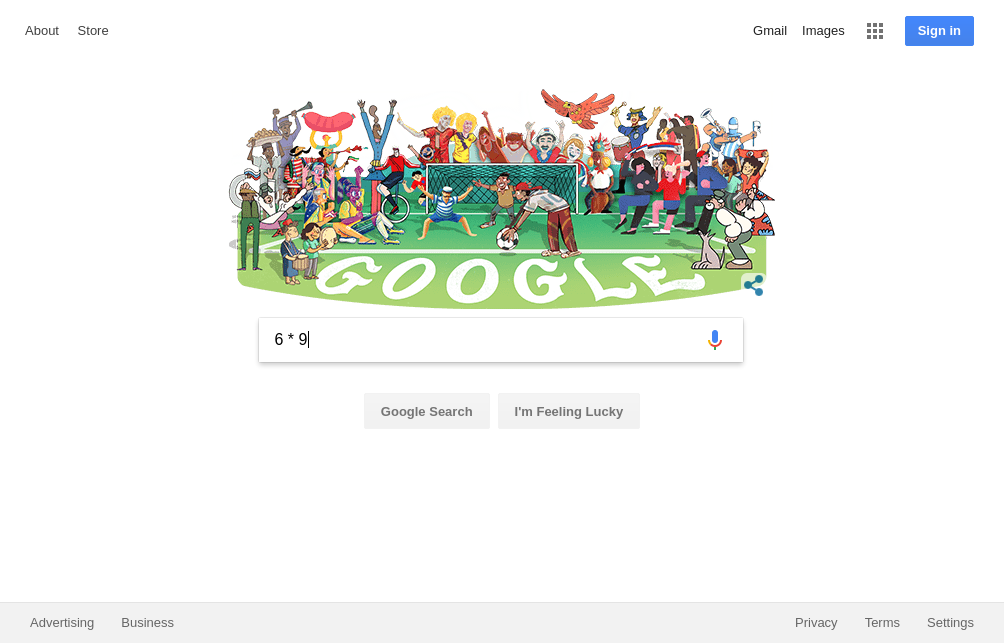 About Store Gmail Images Sign in
GOOGLE
6 * 9
Google Search I'm Feeling Lucky
Advertising Business Privacy Terms Settings